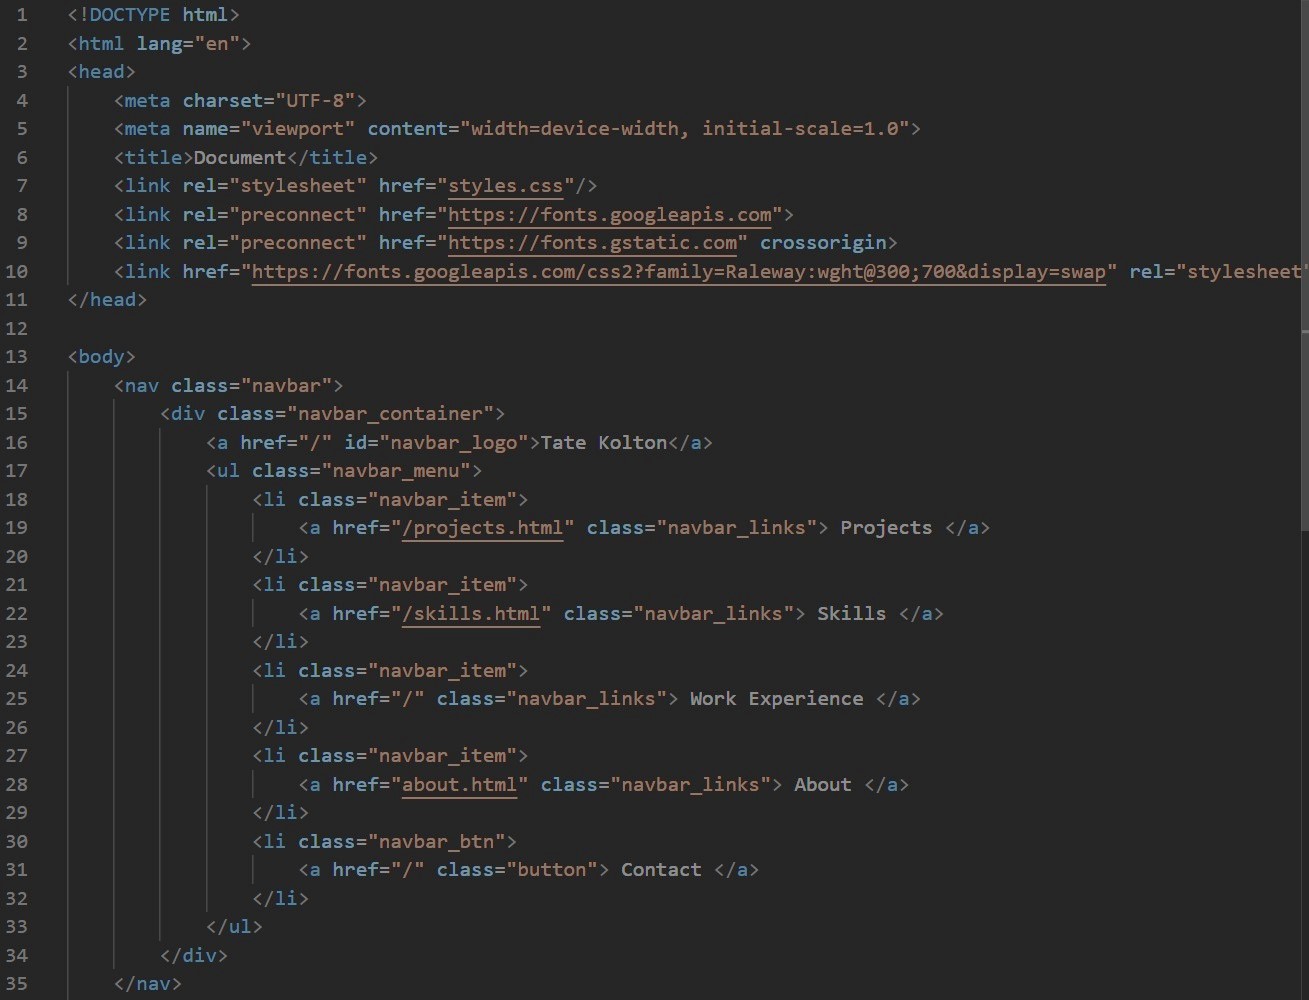 1 <!DOCTYPE html>
2 <html lang="en">
3 <head>
4     <meta charset="UTF-8">
5     <meta name="viewport" content="width=device-width, initial-scale=1.0">
6     <title>Document</title>
7     <link rel="stylesheet" href="styles.css"/>
8     <link rel="preconnect" href="https://fonts.googleapis.com">
9     <link rel="preconnect" href="https://fonts.gstatic.com" crossorigin>
10     <link href="https://fonts.googleapis.com/css2?family=Raleway:wght@300;700&display=swap" rel="stylesheet"
11 </head>
12
13 <body>
14     <nav class="navbar">
15         <div class="navbar_container">
16             <a href="/" id="navbar_logo">Tate Kolton</a>
17             <ul class="navbar_menu">
18                 <li class="navbar_item">
19                     <a href="/projects.html" class="navbar_links"> Projects </a>
20                 </li>
21                 <li class="navbar_item">
22                     <a href="/skills.html" class="navbar_links"> Skills </a>
23                 </li>
24                 <li class="navbar_item">
25                     <a href="/" class="navbar_links"> Work Experience </a>
26                 </li>
27                 <li class="navbar_item">
28                     <a href="about.html" class="navbar_links"> About </a>
29                 </li>
30                 <li class="navbar_btn">
31                     <a href="/" class="button"> Contact </a>
32                 </li>
33             </ul>
34         </div>
35     </nav>